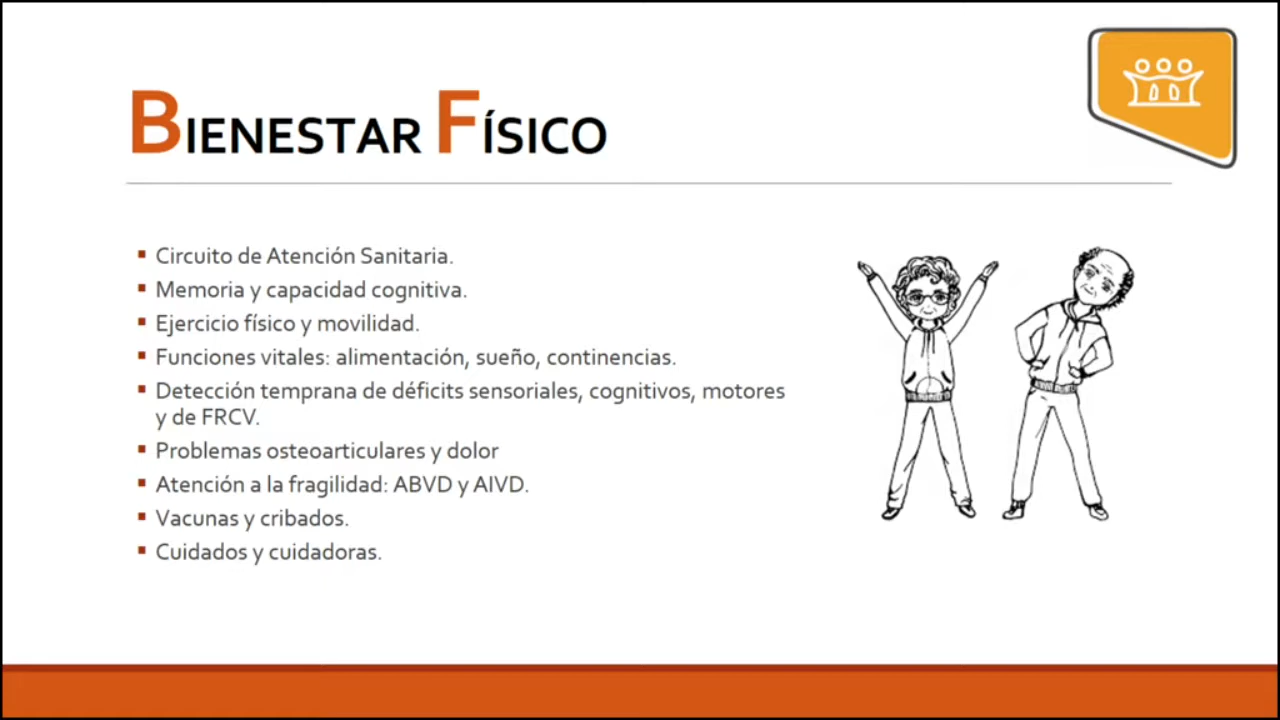 Bienestar Físico
Circuito de Atención Sanitaria.
Memoria y capacidad cognitiva.
Ejercicio físico y movilidad.
Funciones vitales: alimentación, sueño, continencias.
Detección temprana de déficits sensoriales, cognitivos, motores
y de FRCV.
Problemas osteoarticulares y dolor
Atención a la fragilidad: ABVD y AIVD.
Vacunas y cribados.
Cuidados y cuidadoras.